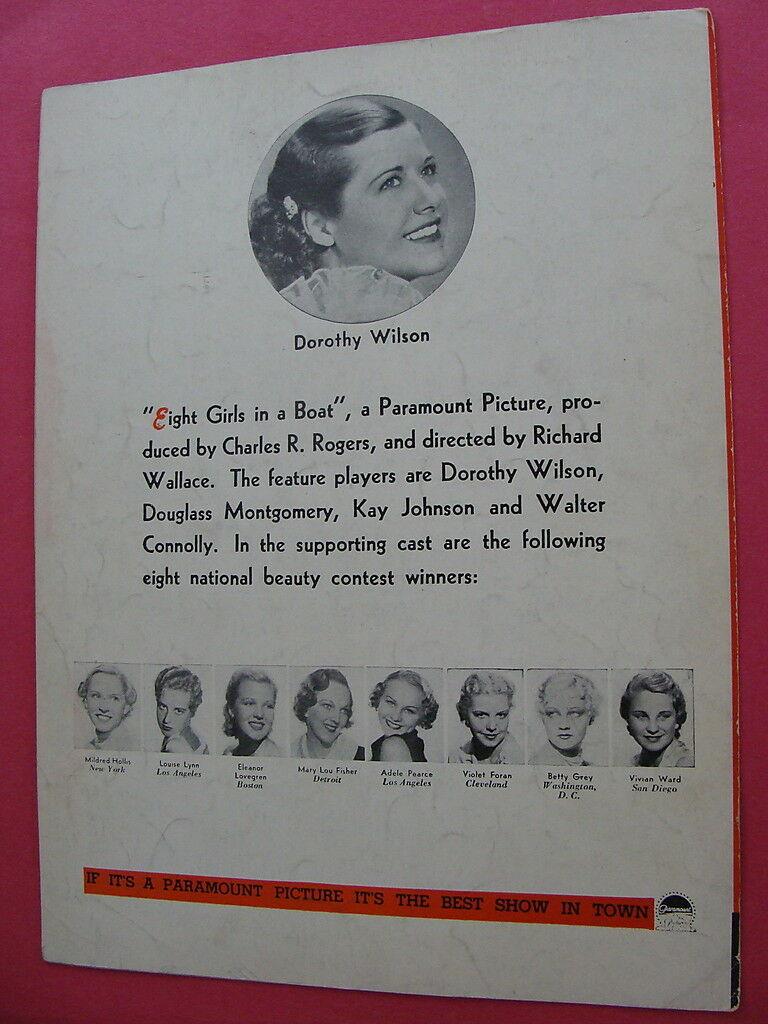 Dorothy Wilson
"Eight Girls in a Boat", a Paramount Picture, pro-
duced by Charles R. Rogers, and directed by Richard
Wallace. The feature players are Dorothy Wilson,
Douglass Montgomery, Kay Johnson and Walter
Connolly. In the supporting cast are the following
eight national beauty contest winners:
Mildred Hollis
New York
Louise Lynn
Los Angeles
Eleanor
Lovegren
Boston
Mary Lou Fisher
Detroit
Adele Pearce
Los Angeles
Violet Foran
Cleveland
Betty Grey
Washington,
D. C.
Vivian Ward
San Diego
IF IT'S A PARAMOUNT PICTURE IT'S THE BEST SHOW IN TOWN
Paramount